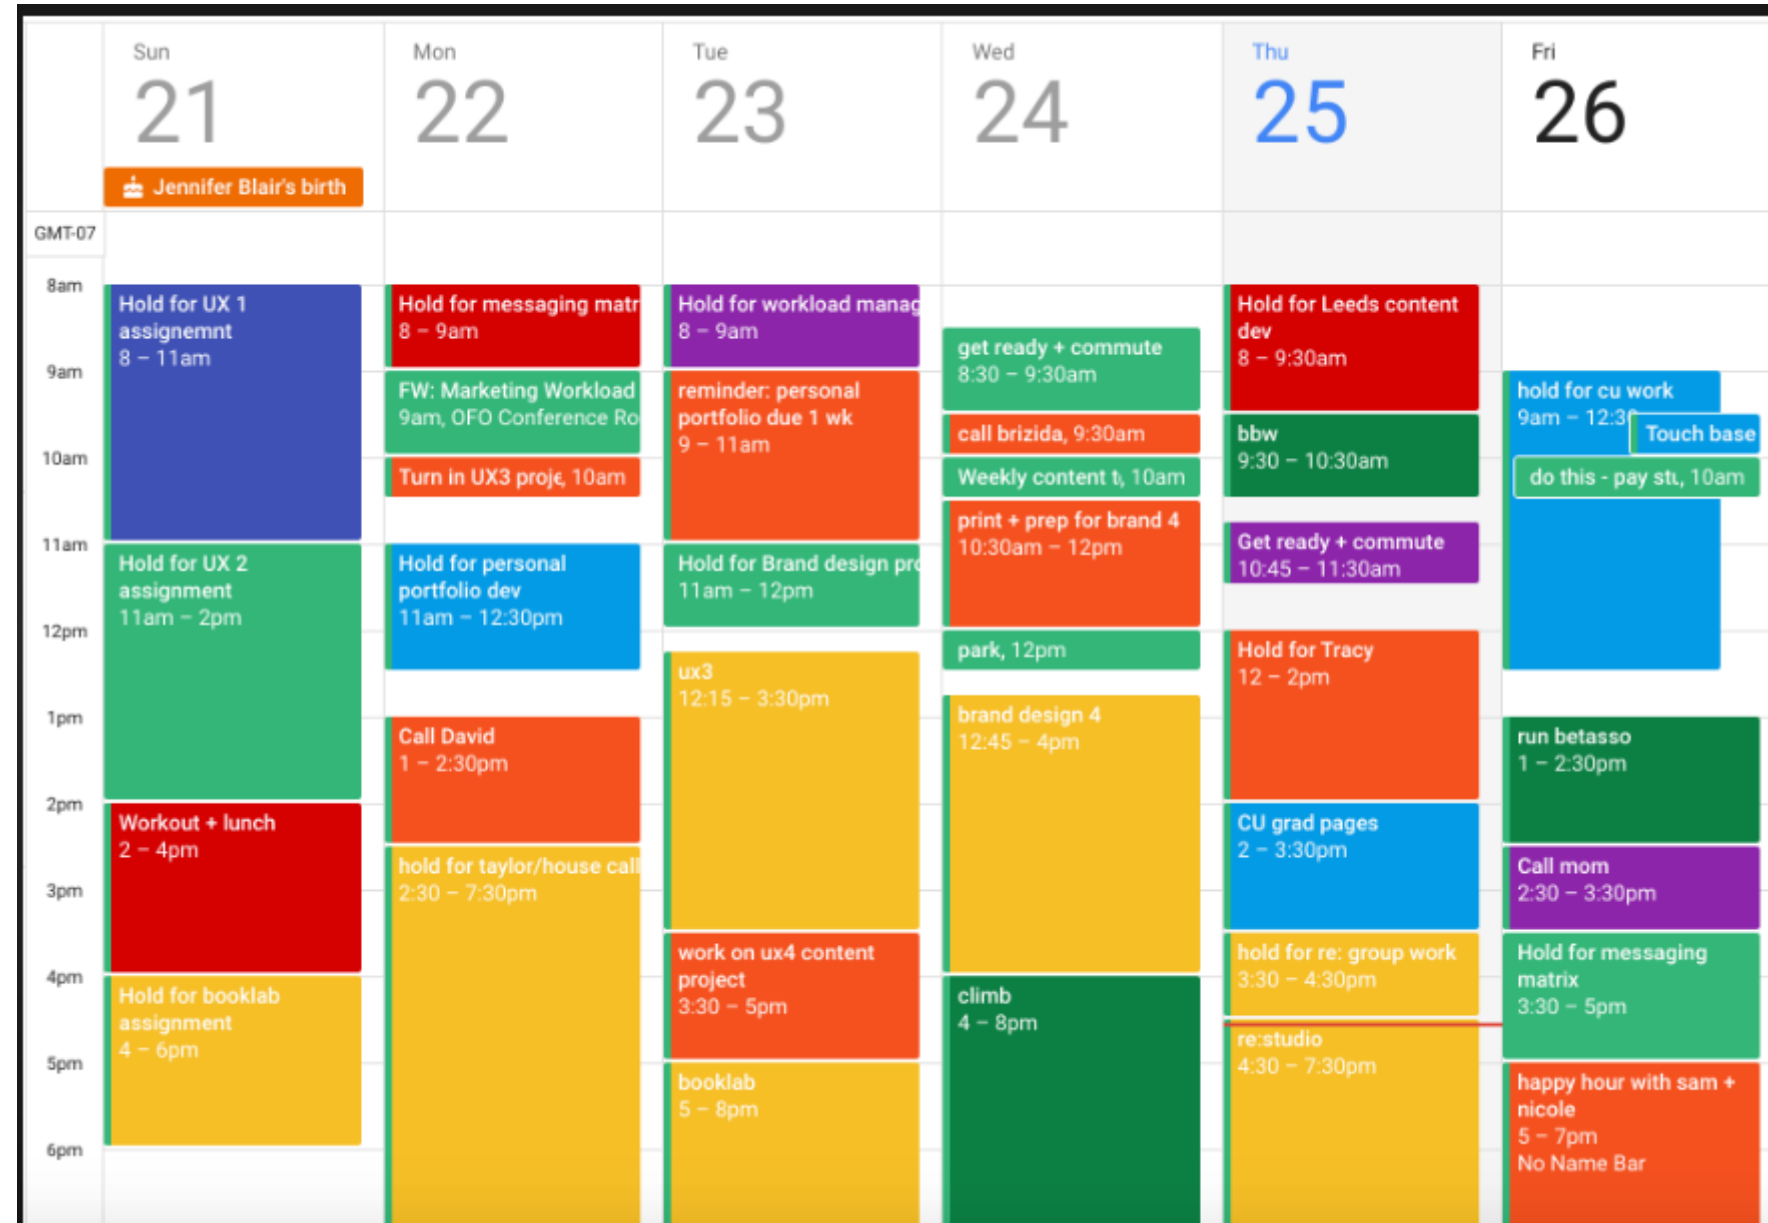 Sun
Mon
Tue
Wed
Thu
Fri
21
22
23
24
25
26
Jennifer Blair's birth
GMT-07
8am
9am
10am
11am
12pm
1pm
2pm
3pm
4pm
5pm
6pm
Hold for UX 1
assignemnt
8 – 11am
Hold for UX 2
assignment
11am – 2pm
Workout + lunch
2 – 4pm
Hold for booklab
assignment
4 – 6pm
Hold for messaging matr
8 – 9am
FW: Marketing Workload
9am, OFO Conference Ro
Turn in UX3 proje, 10am
Hold for personal
portfolio dev
11am – 12:30pm
Call David
1 – 2:30pm
hold for taylor/house call
2:30 – 7:30pm
Hold for workload manag
8 – 9am
reminder: personal
portfolio due 1 wk
9 – 11am
Hold for Brand design pro
11am – 12pm
ux3
12:15 – 3:30pm
work on ux4 content
project
3:30 – 5pm
booklab
5 – 8pm
get ready + commute
8:30 – 9:30am
call brizida, 9:30am
Weekly content t, 10am
print + prep for brand 4
10:30am – 12pm
park, 12pm
brand design 4
12:45 – 4pm
climb
4 – 8pm
Hold for Leeds content
dev
8 – 9:30am
bbw
9:30 – 10:30am
Get ready + commute
10:45 – 11:30am
Hold for Tracy
12 – 2pm
CU grad pages
2 – 3:30pm
hold for re: group work
3:30 – 4:30pm
re:studio
4:30 – 7:30pm
hold for cu work
9am – 12:30
Touch base
do this - pay stu, 10am
run betasso
1 – 2:30pm
Call mom
2:30 – 3:30pm
Hold for messaging
matrix
3:30 – 5pm
happy hour with sam +
nicole
5 – 7pm
No Name Bar